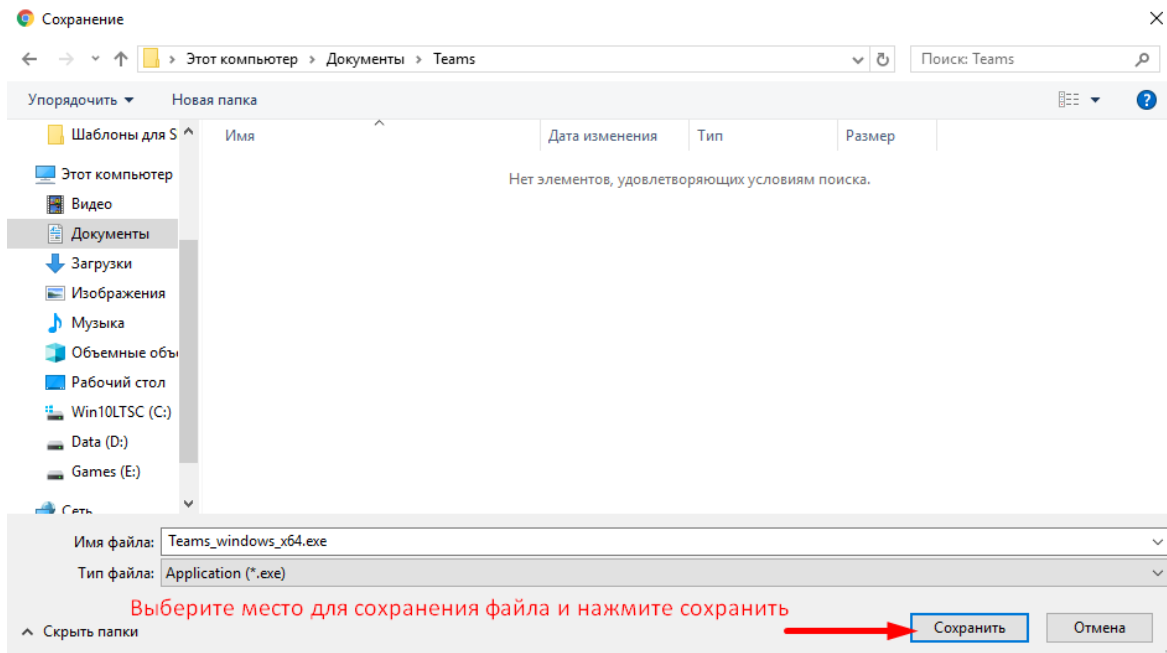 Сохранение
Этот компьютер > Документы > Teams
Поиск: Teams
Упорядочить
Новая папка
Шаблоны для S
Имя
Дата изменения
Тип
Размер
Этот компьютер
Нет элементов, удовлетворяющих условиям поиска.
Видео
Документы
Загрузки
Изображения
Музыка
Объемные объ
Рабочий стол
Win10LTSC (C:)
Data (D:)
Games (E:)
Сеть
Имя файла: Teams_windows_x64.exe
Тип файла: Application (*.exe)
Выберите место для сохранения файла и нажмите сохранить
Скрыть папки
Сохранить
Отмена